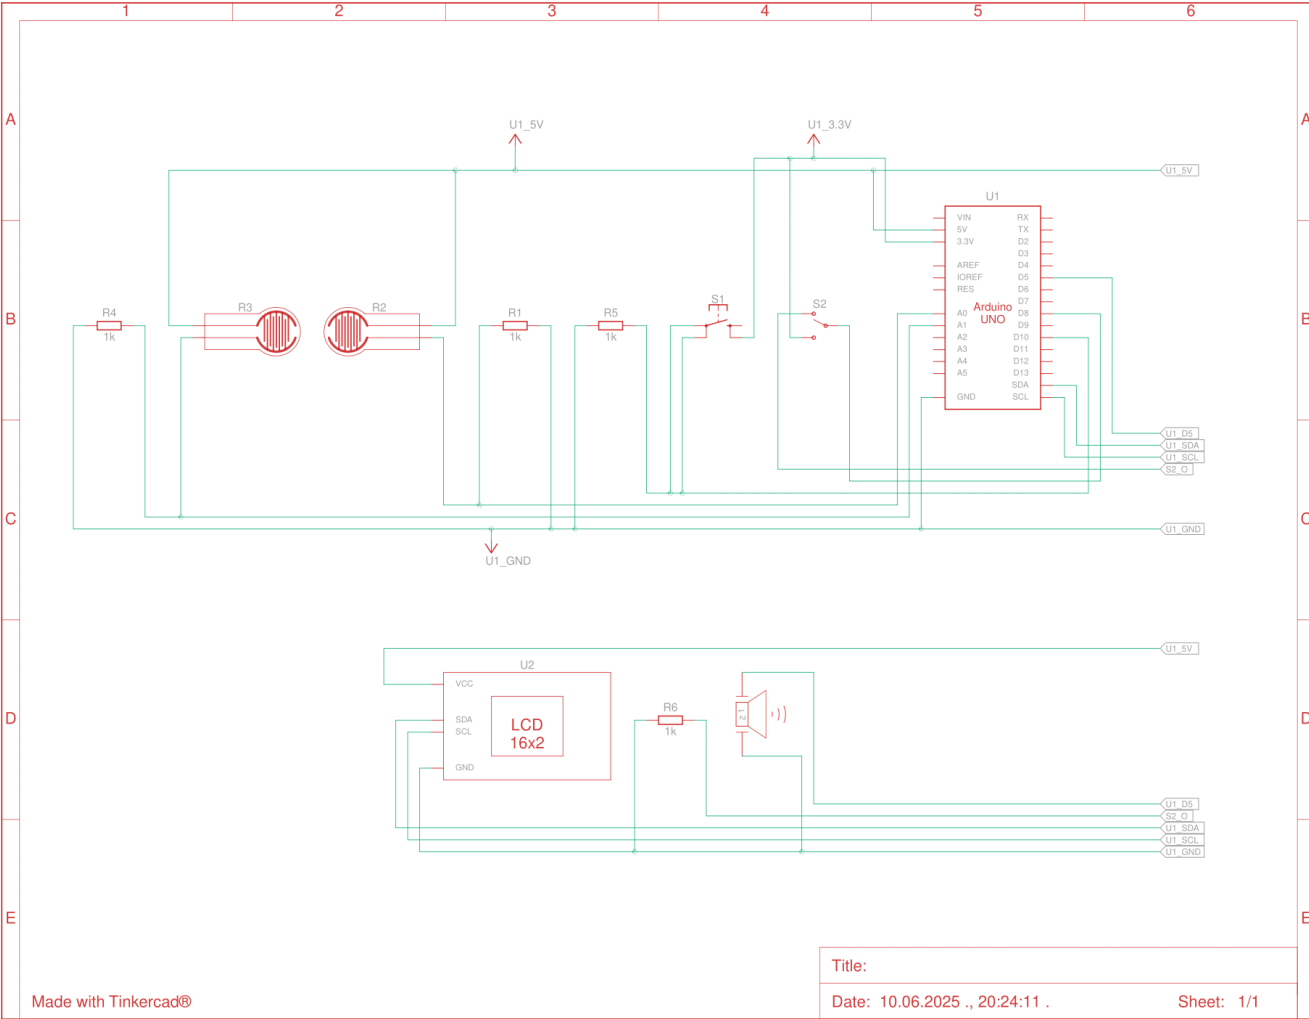 1 2 3 4 5 6
A A
U1_5V U1_3.3V
U1_5V
U1
VIN RX
5V TX
3.3V D2
D3
AREF D4
IOREF D5
RES D6
D7
Arduino
UNO
A0 D8
A1 D9
A2 D10
A3 D11
A4 D12
A5 D13
SDA
GND SCL
B B
R4 R3 R2 R1 R5 S1 S2
1k 1k 1k
U1_D5
U1_SDA
U1_SCL
S2_O
C C
U1_GND
U1_GND
U1_5V
U2
VCC
D D
SDA
SCL
LCD
16x2
GND
R6
1k
1 2
U1_D5
S2_O
U1_SDA
U1_SCL
U1_GND
E E
Title:
Made with Tinkercad®
Date: 10.06.2025 ., 20:24:11 . Sheet: 1/1